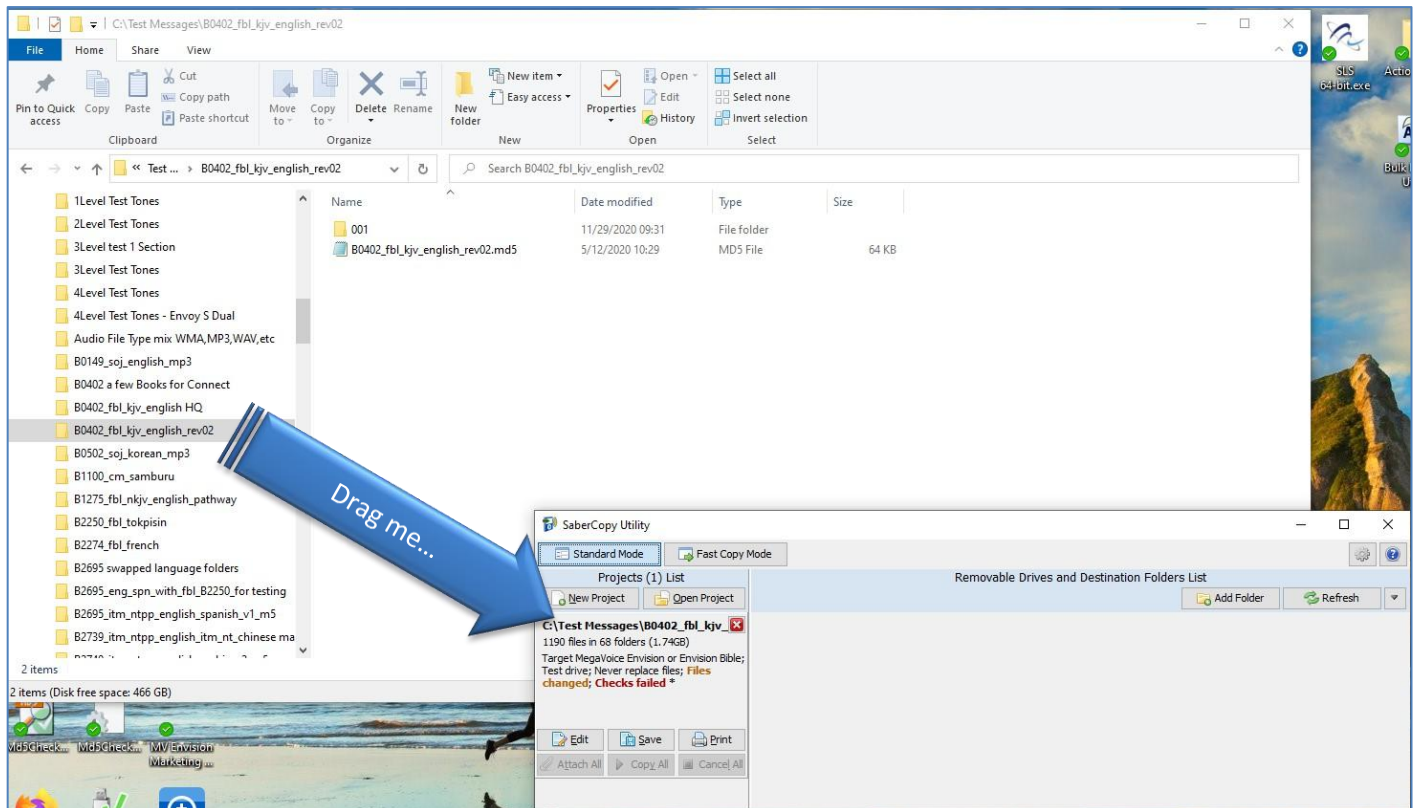 C:\Test Messages\B0402_fbl_kjv_english_rev02
File Home Share View
Pin to Quick access
Copy
Paste
Cut
Copy path
Paste shortcut
Move to
Copy to
Delete
Rename
New folder
New item
Easy access
Properties
Open
Edit
History
Select all
Select none
Invert selection
Clipboard Organize New Open Select
« Test ... › B0402_fbl_kjv_english_rev02
Search B0402_fbl_kjv_english_rev02
Name Date modified Type Size
001 11/29/2020 09:31 File folder
B0402_fbl_kjv_english_rev02.md5 5/12/2020 10:29 MD5 File 64 KB
1Level Test Tones
2Level Test Tones
3Level test 1 Section
3Level Test Tones
4Level Test Tones
4Level Test Tones - Envoy S Dual
Audio File Type mix WMA,MP3,WAV,etc
B0149_soj_english_mp3
B0402 a few Books for Connect
B0402_fbl_kjv_english HQ
B0402_fbl_kjv_english_rev02
B0502_soj_korean_mp3
B1100_cm_samburu
B1275_fbl_nkjv_english_pathway
B2250_fbl_tokpisin
B2274_fbl_french
B2695 swapped language folders
B2695_eng_spn_with_fbl_B2250_for testing
B2695_itm_ntpp_english_spanish_v1_m5
B2739_itm_ntpp_english_itm_nt_chinese ma
2 items
2 items (Disk free space: 466 GB)
Drag me...
SaberCopy Utility
Standard Mode Fast Copy Mode
Projects (1) List
New Project Open Project
C:\Test Messages\B0402_fbl_kjv_
1190 files in 68 folders (1.74GB)
Target MegaVoice Envision or Envision Bible;
Test drive; Never replace files; Files
changed; Checks failed *
Edit Save Print
Attach All Copy All Cancel All
Removable Drives and Destination Folders List
Add Folder Refresh
SLS
64-bit.exe
Actio
Bulk
Md5Check... Md5Check... MV Envision
Marketing ...